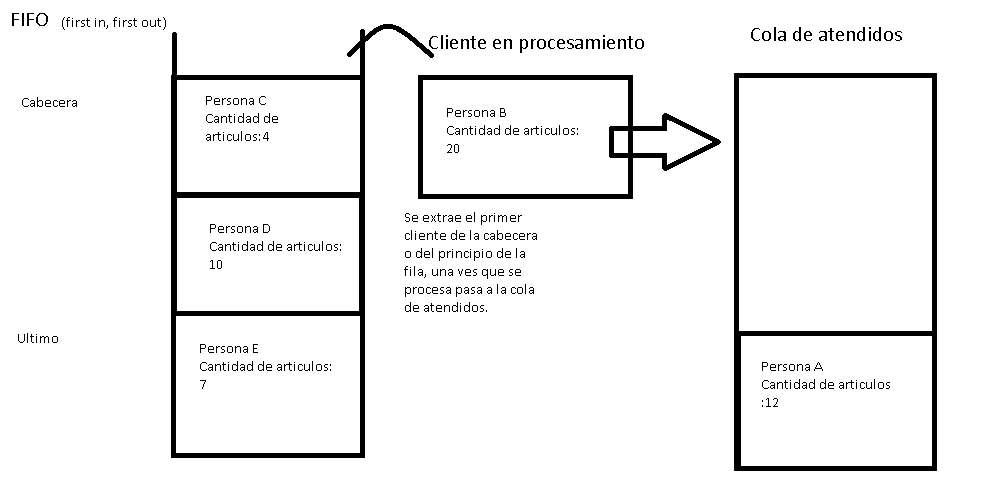 FIFO (first in, first out)
Cliente en procesamiento
Cola de atendidos
Cabecera
Persona C
Cantidad de
articulos:4
Persona B
Cantidad de articulos:
20
Persona D
Cantidad de articulos:
10
Se extrae el primer
cliente de la cabecera
o del principio de la
fila, una ves que se
procesa pasa a la cola
de atendidos.
Ultimo
Persona E
Cantidad de articulos:
7
Persona A
Cantidad de articulos
:12